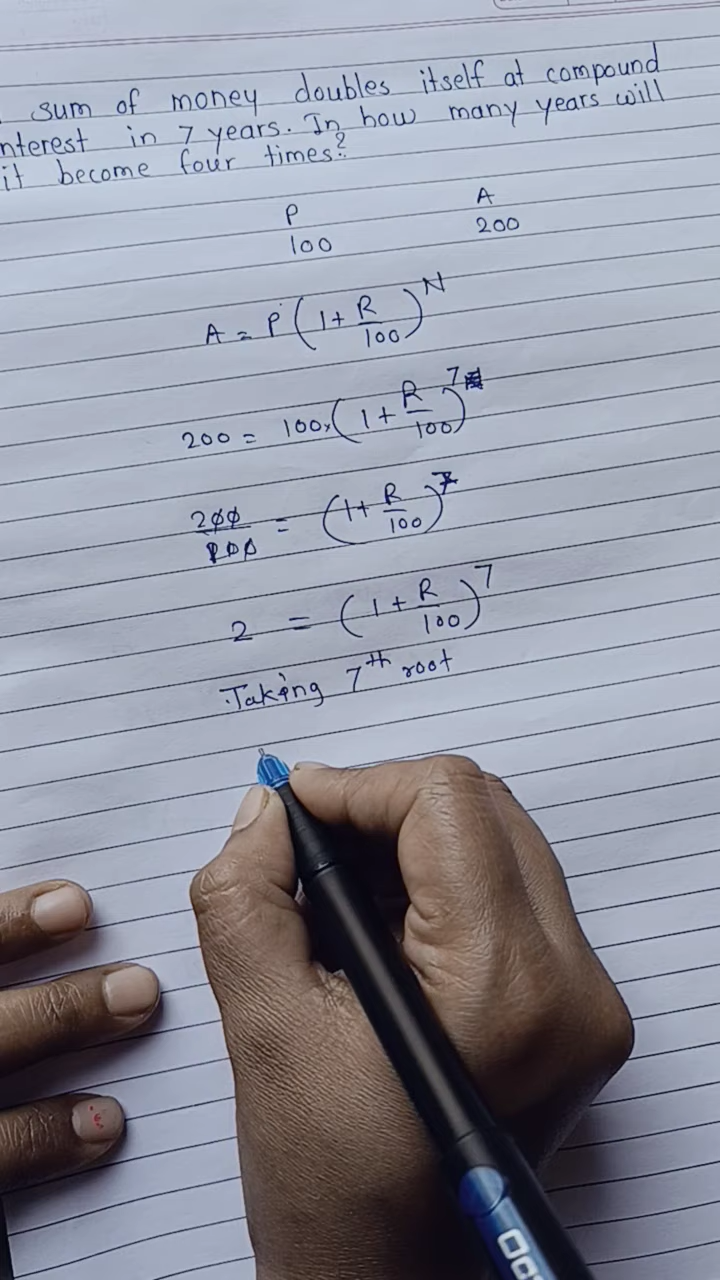 sum of money doubles itself at compound
nterest in 7 years. In how many years will
it become four times?
P A
100 200
A = P(1+R/100)^N
200 = 100×(1+R/100)^7
200/100 = (1+R/100)^7
2 = (1+R/100)^7
Taking 7th root